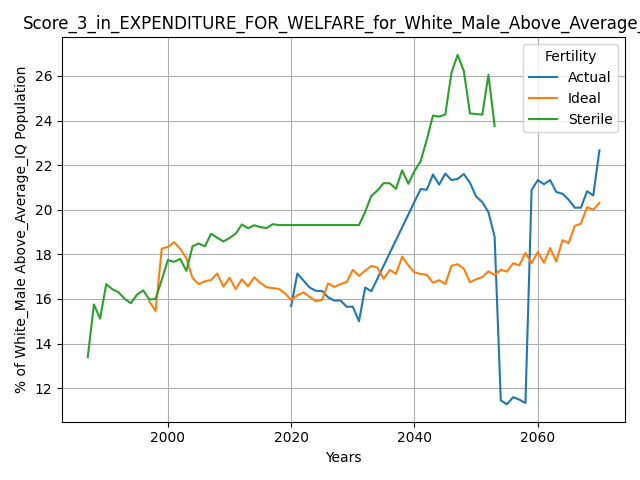 Score_3_in_EXPENDITURE_FOR_WELFARE_for_White_Male_Above_Average_
Fertility
Actual
Ideal
Sterile
26
24
22
20
18
16
14
12
% of White_Male Above_Average_IQ Population
2000
2020
2040
2060
Years